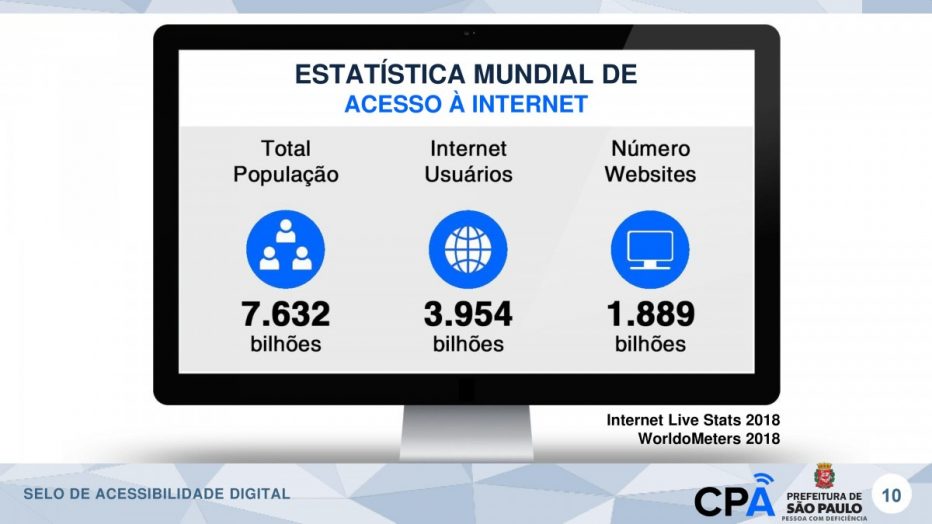 ESTATÍSTICA MUNDIAL DE
ACESSO À INTERNET
Total
População
7.632
bilhões
Internet
Usuários
3.954
bilhões
Número
Websites
1.889
bilhões
Internet Live Stats 2018
WorldoMeters 2018
SELO DE ACESSIBILIDADE DIGITAL
CPA
PREFEITURA DE
SÃO PAULO
PESSOA COM DEFICIÊNCIA
10